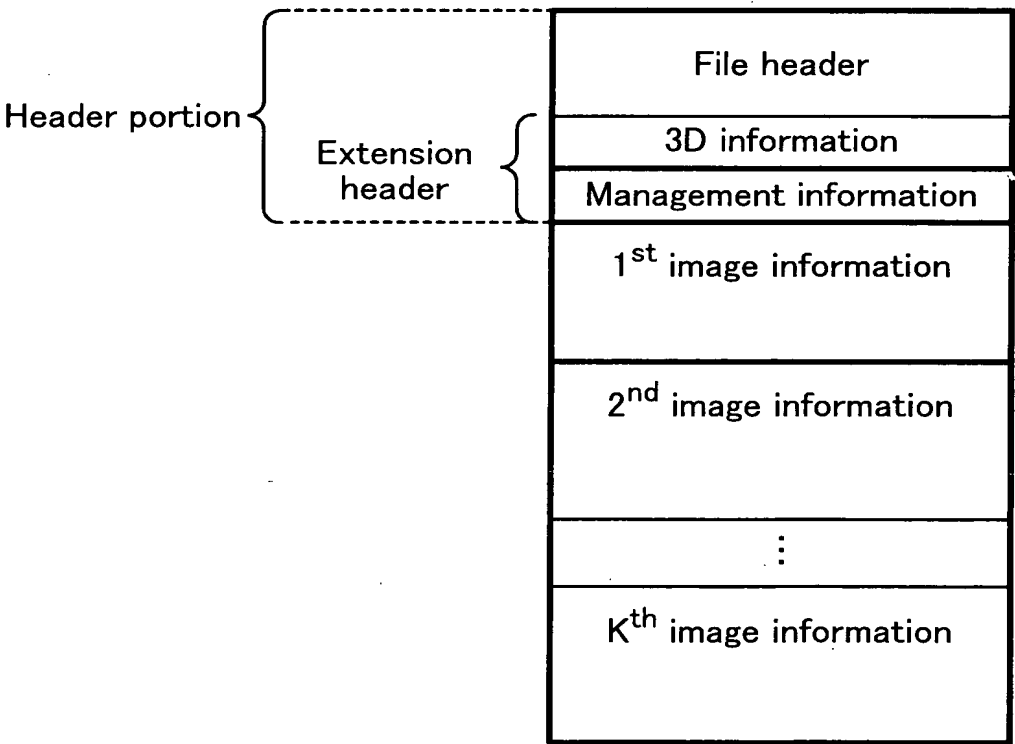 File header
Header portion
3D information
Extension
header
Management information
1st image information
2nd image information
⋮
Kth image information